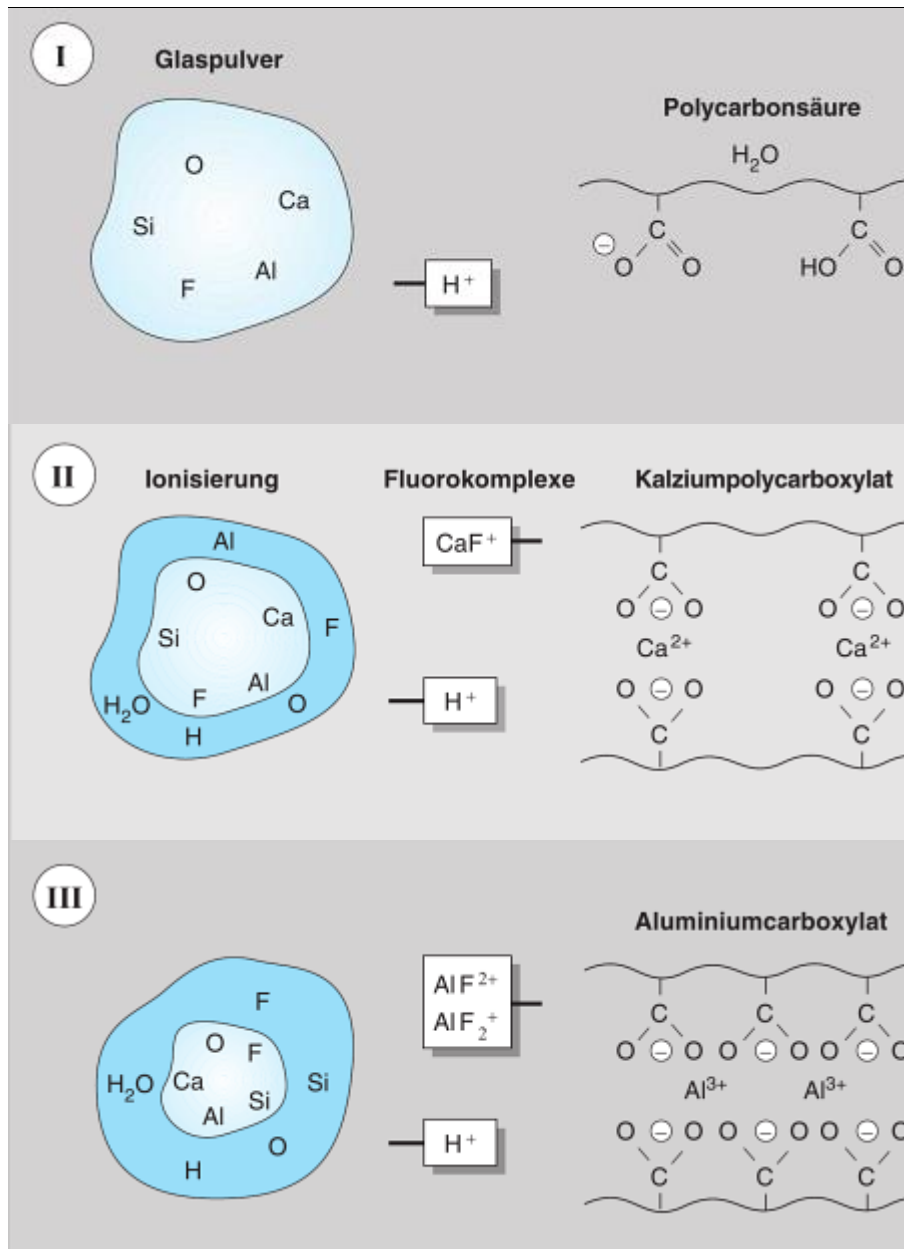 I
Glaspulver
Polycarbonsäure
H₂O
O
Ca
Si
Al
F
H⁺
C
C
⊖
O
O
HO
O
II
Ionisierung
Fluorokomplexe
Kalziumpolycarboxylat
Al
CaF⁺
O
C
C
Ca
F
O ⊖ O
O ⊖ O
Si
Ca²⁺
Ca²⁺
Al
F
O
H₂O
H⁺
O ⊖ O
O ⊖ O
H
C
C
III
Aluminiumcarboxylat
F
AlF²⁺
AlF₂⁺
C
C
C
O
F
O ⊖ O
O ⊖ O
O ⊖ O
H₂O
Ca
Si
Si
Al
Al³⁺
Al³⁺
H
O
H⁺
O ⊖ O
O ⊖ O
O ⊖ O
C
C
C